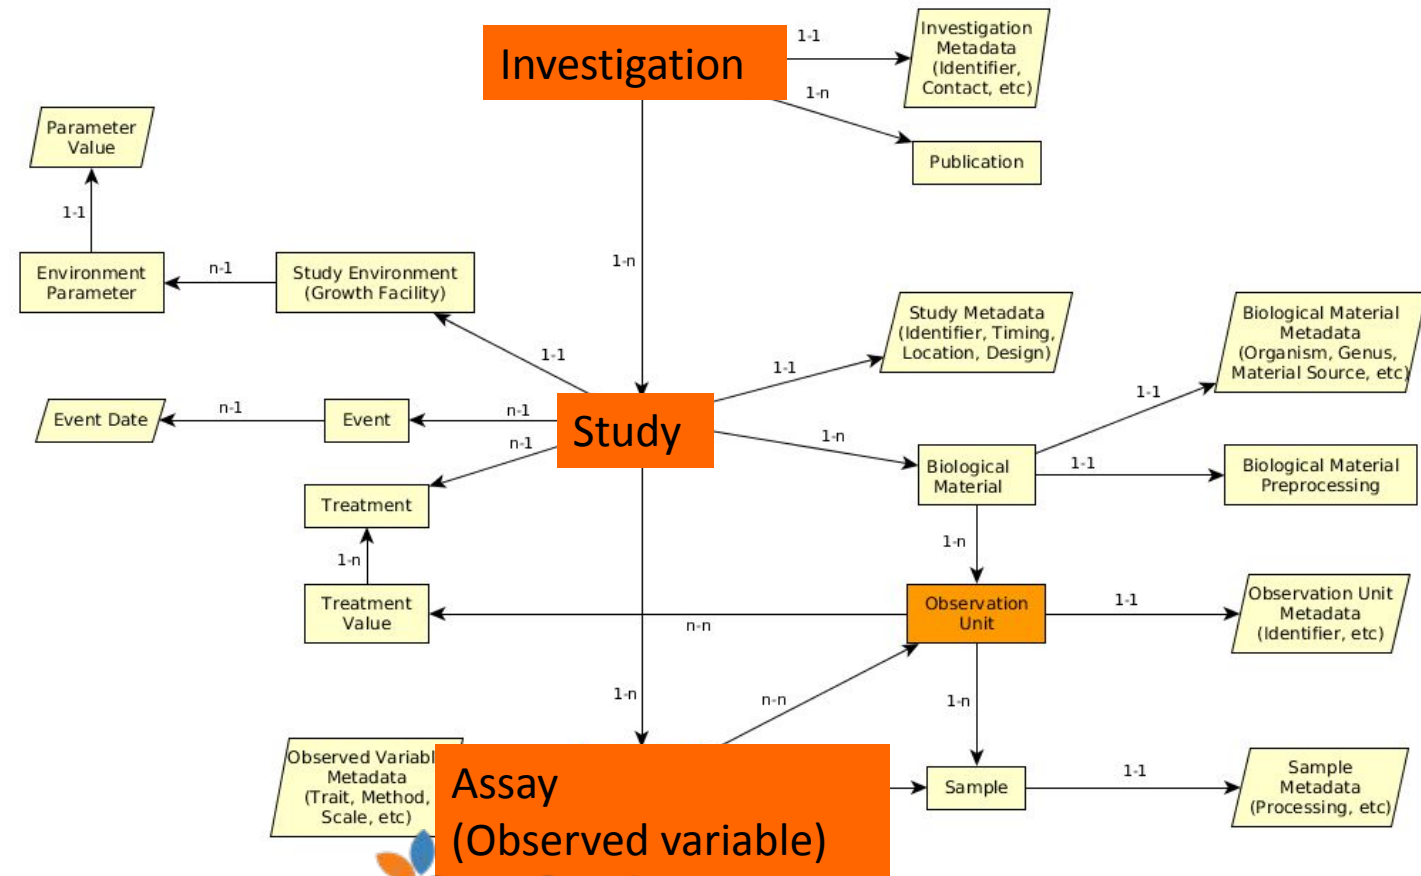 Investigation
1-1
Investigation
Metadata
(Identifier,
Contact, etc)
1-n
Publication
Parameter
Value
1-1
Environment
Parameter
n-1
Study Environment
(Growth Facility)
1-n
1-1
Study Metadata
(Identifier, Timing,
Location, Design)
1-1
Biological Material
Metadata
(Organism, Genus,
Material Source, etc)
1-1
Event Date
n-1
Event
n-1
Study
n-1
1-n
Biological
Material
1-1
Biological Material
Preprocessing
Treatment
1-n
Treatment
Value
1-n
n-n
Observation
Unit
1-1
Observation Unit
Metadata
(Identifier, etc)
1-n
n-n
1-n
Observed Variabl
Metadata
(Trait, Method,
Scale, etc)
Assay
(Observed variable)
Sample
1-1
Sample
Metadata
(Processing, etc)